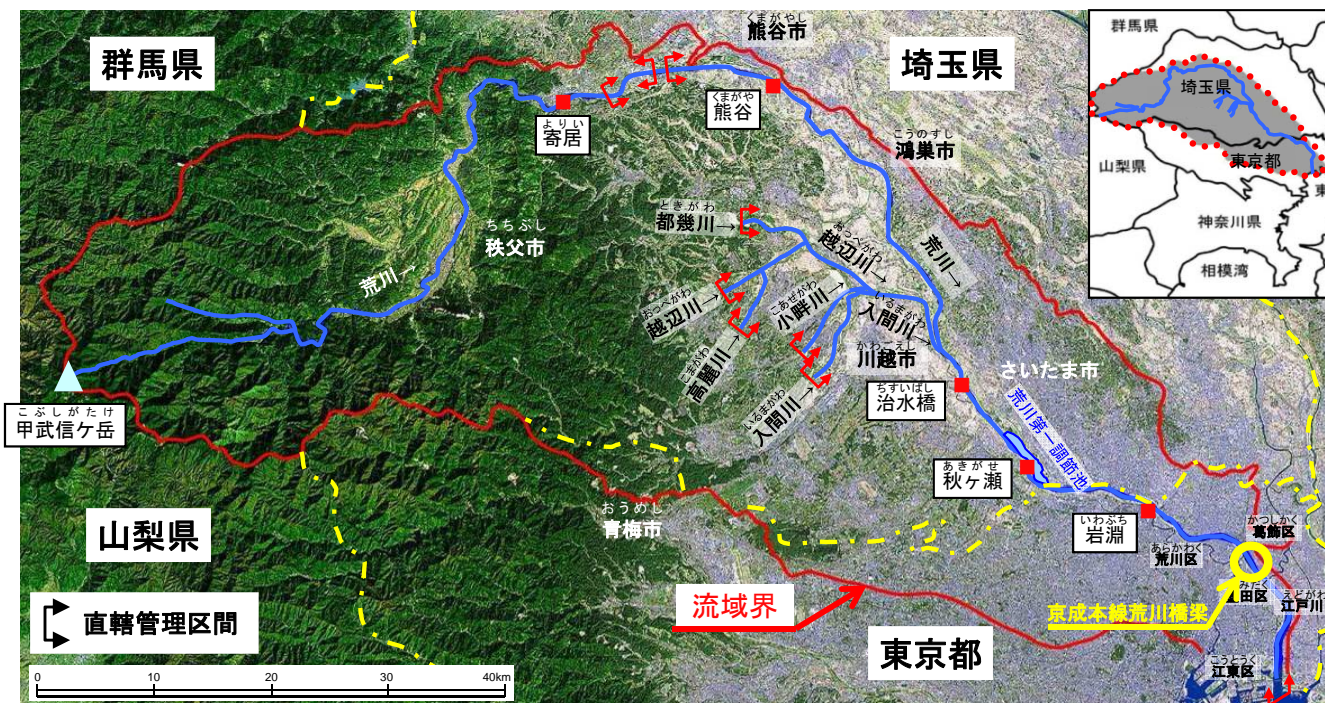 群馬県
くまがやし
熊谷市
埼玉県
よりい
寄居
くまがや
熊谷
こうのすし
鴻巣市
ときがわ
都幾川→
おっぺがわ
越辺川→
荒川→
ちちぶし
秩父市
荒川→
おっぺがわ
越辺川→
こまがわ
高麗川→
こあぜがわ
小畔川→
いるまがわ
入間川→
いるまがわ
入間川→
かわごえし
川越市
ちすいばし
治水橋
さいたま市
荒川第一調節池
あきがせ
秋ヶ瀬
いわぶち
岩淵
こぶしがたけ
甲武信ケ岳
山梨県
おうめし
青梅市
あらかわく
荒川区
かつしかく
葛飾区
みだく
田区
えどがわ
江戸川
京成本線荒川橋梁
こうとうく
江東区
流域界
東京都
直轄管理区間
0 10 20 30 40km
群馬県
埼玉県
山梨県
東京都
東
神奈川県
相模湾